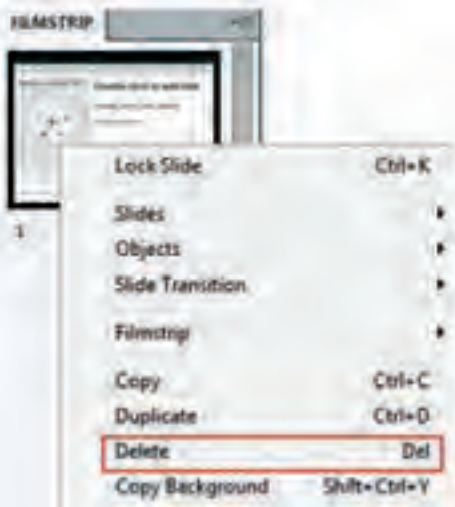 FILMSTRIP
1
Lock Slide Ctrl+K
Slides
Objects
Slide Transition
Filmstrip
Copy Ctrl+C
Duplicate Ctrl+D
Delete Del
Copy Background Shift+Ctrl+Y